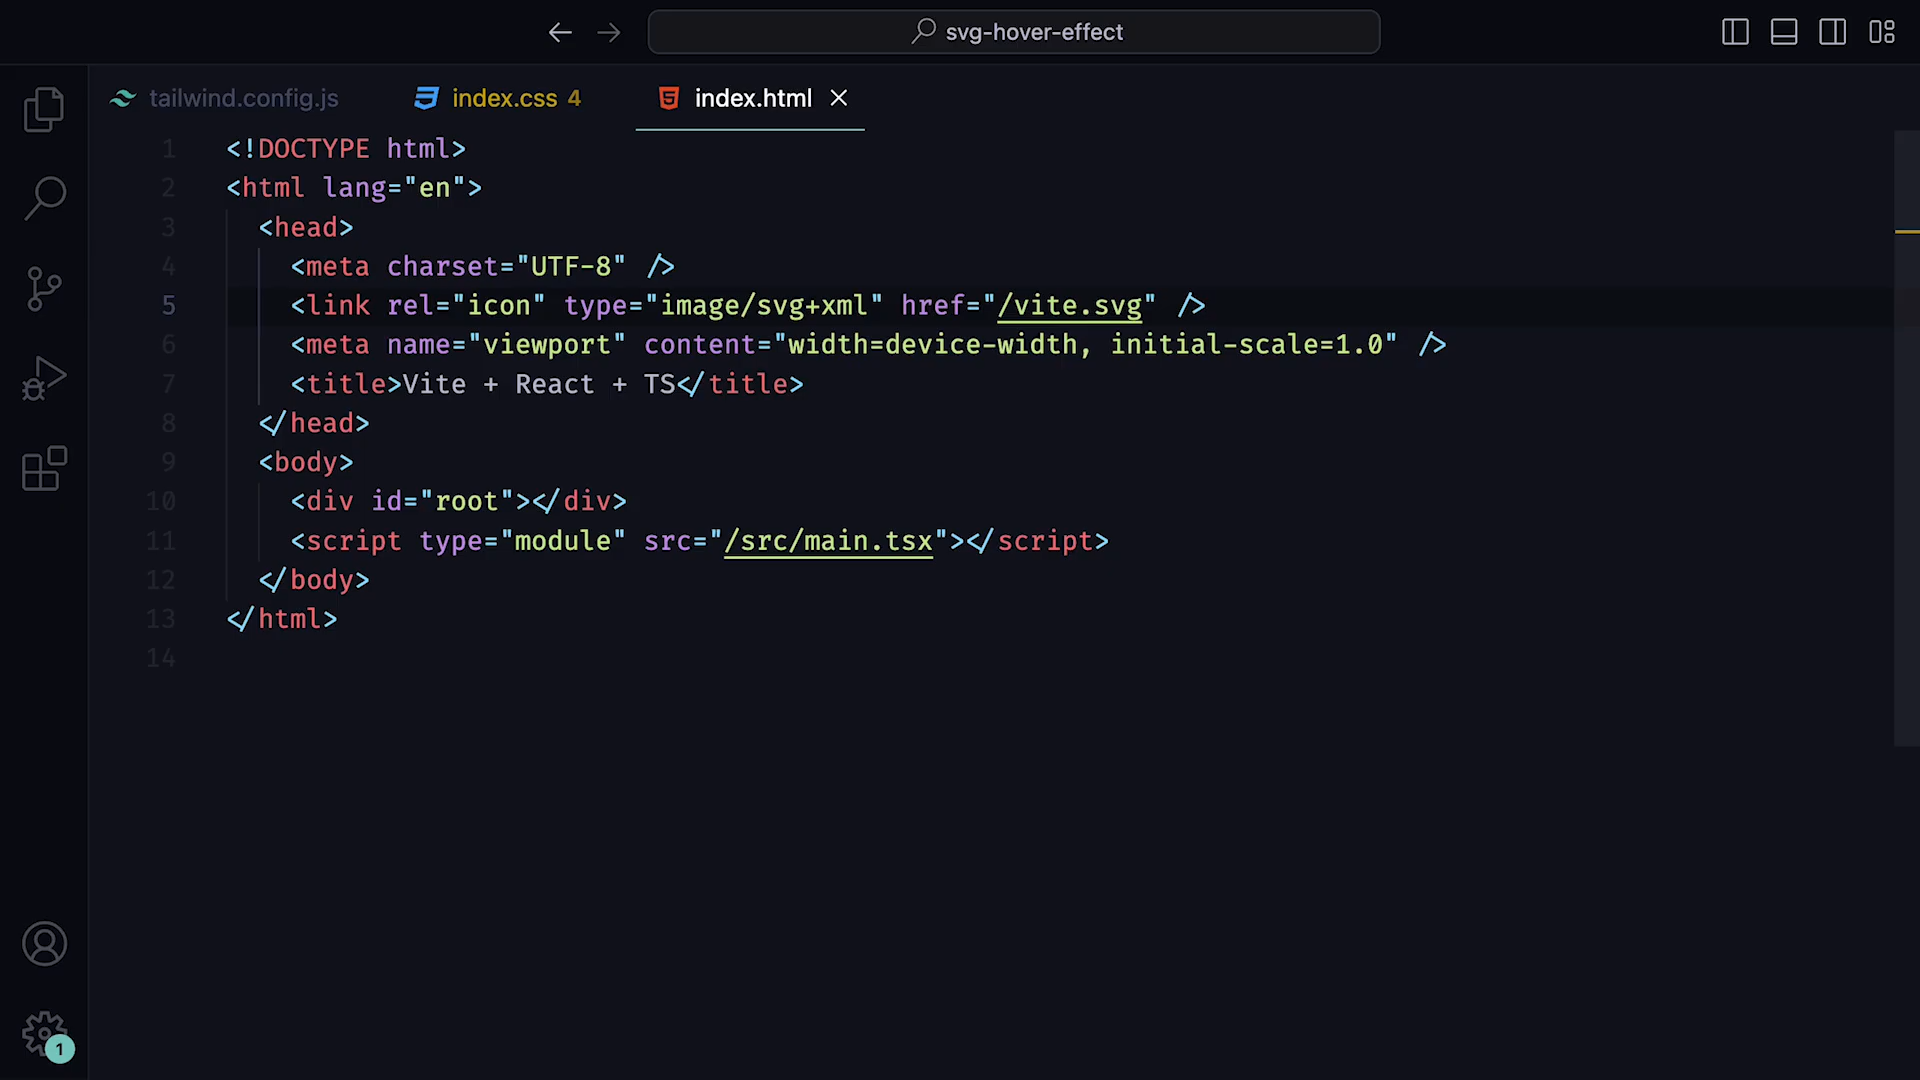 svg-hover-effect
tailwind.config.js
index.css 4
index.html
1 <!DOCTYPE html>
2 <html lang="en">
3 <head>
4 <meta charset="UTF-8" />
5 <link rel="icon" type="image/svg+xml" href="/vite.svg" />
6 <meta name="viewport" content="width=device-width, initial-scale=1.0" />
7 <title>Vite + React + TS</title>
8 </head>
9 <body>
10 <div id="root"></div>
11 <script type="module" src="/src/main.tsx"></script>
12 </body>
13 </html>
14
1